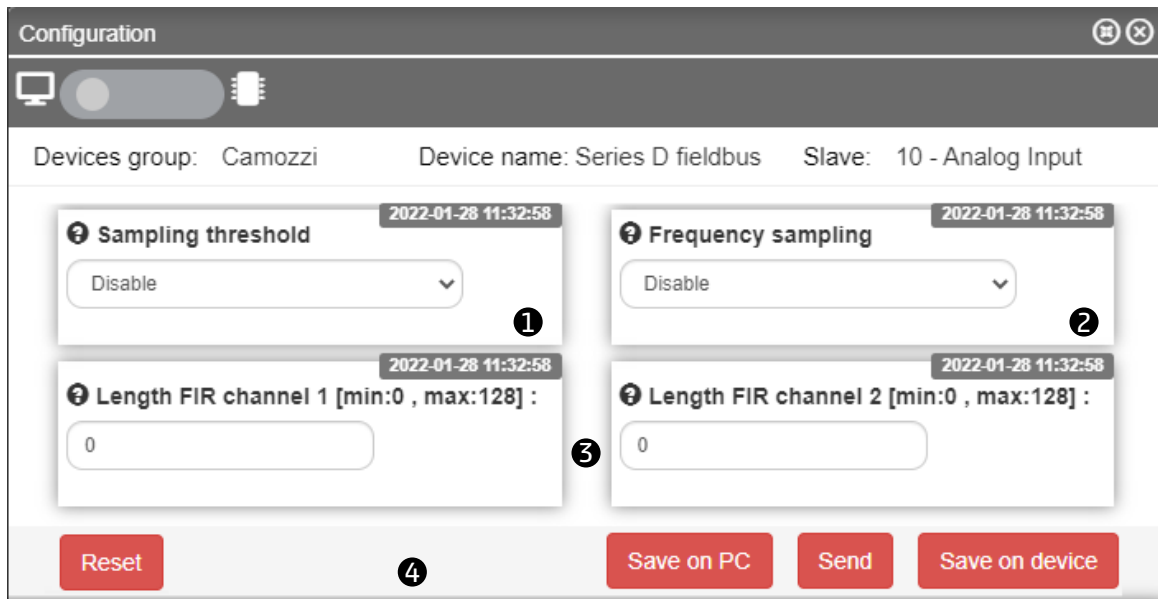 Configuration
Devices group: Camozzi Device name: Series D fieldbus Slave: 10 - Analog Input
2022-01-28 11:32:58
Sampling threshold
Disable
❶
2022-01-28 11:32:58
Frequency sampling
Disable
❷
2022-01-28 11:32:58
Length FIR channel 1 [min:0 , max:128] :
0
❸
2022-01-28 11:32:58
Length FIR channel 2 [min:0 , max:128] :
0
Reset ❹ Save on PC Send Save on device